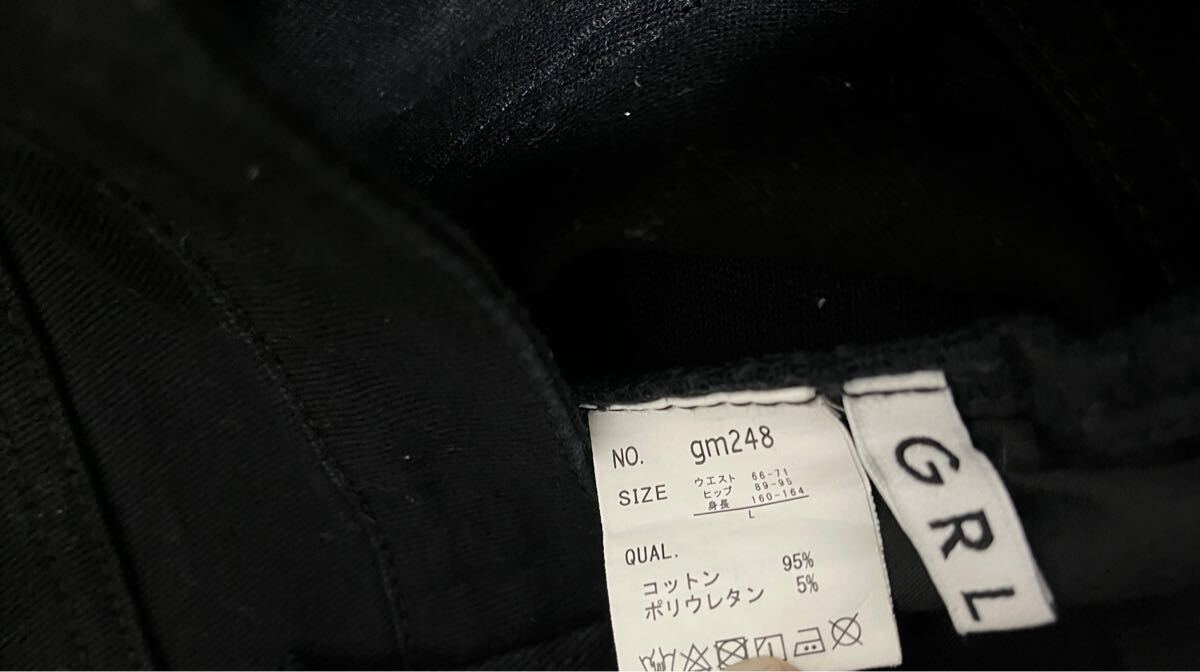 NO. gm248
SIZE
ウエスト 66-71
ヒップ 89-95
身長 160-164
L
QUAL.
コットン 95%
ポリウレタン 5%
GRL